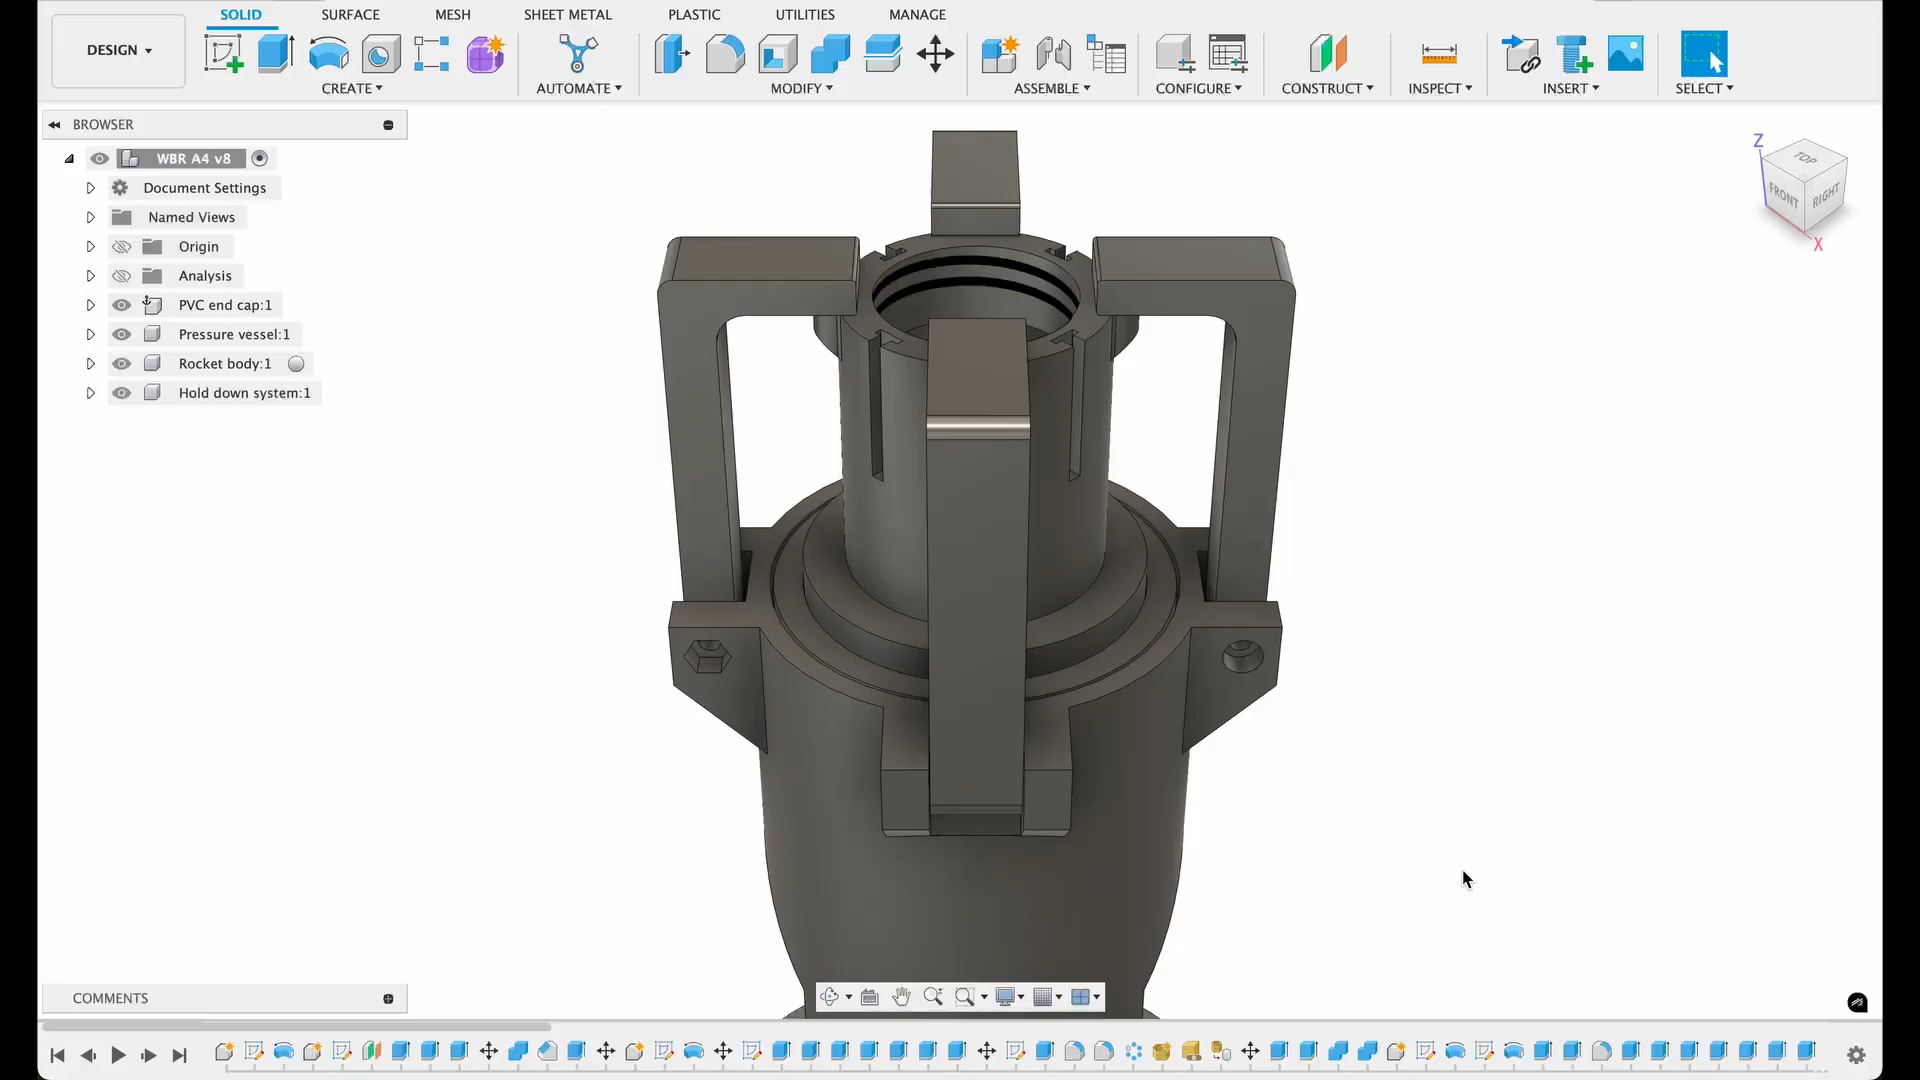 SOLID SURFACE MESH SHEET METAL PLASTIC UTILITIES MANAGE
DESIGN
CREATE AUTOMATE MODIFY ASSEMBLE CONFIGURE CONSTRUCT INSPECT INSERT SELECT
BROWSER
WBR A4 v8
Document Settings
Named Views
Origin
Analysis
PVC end cap:1
Pressure vessel:1
Rocket body:1
Hold down system:1
Z
TOP
FRONT
RIGHT
X
COMMENTS